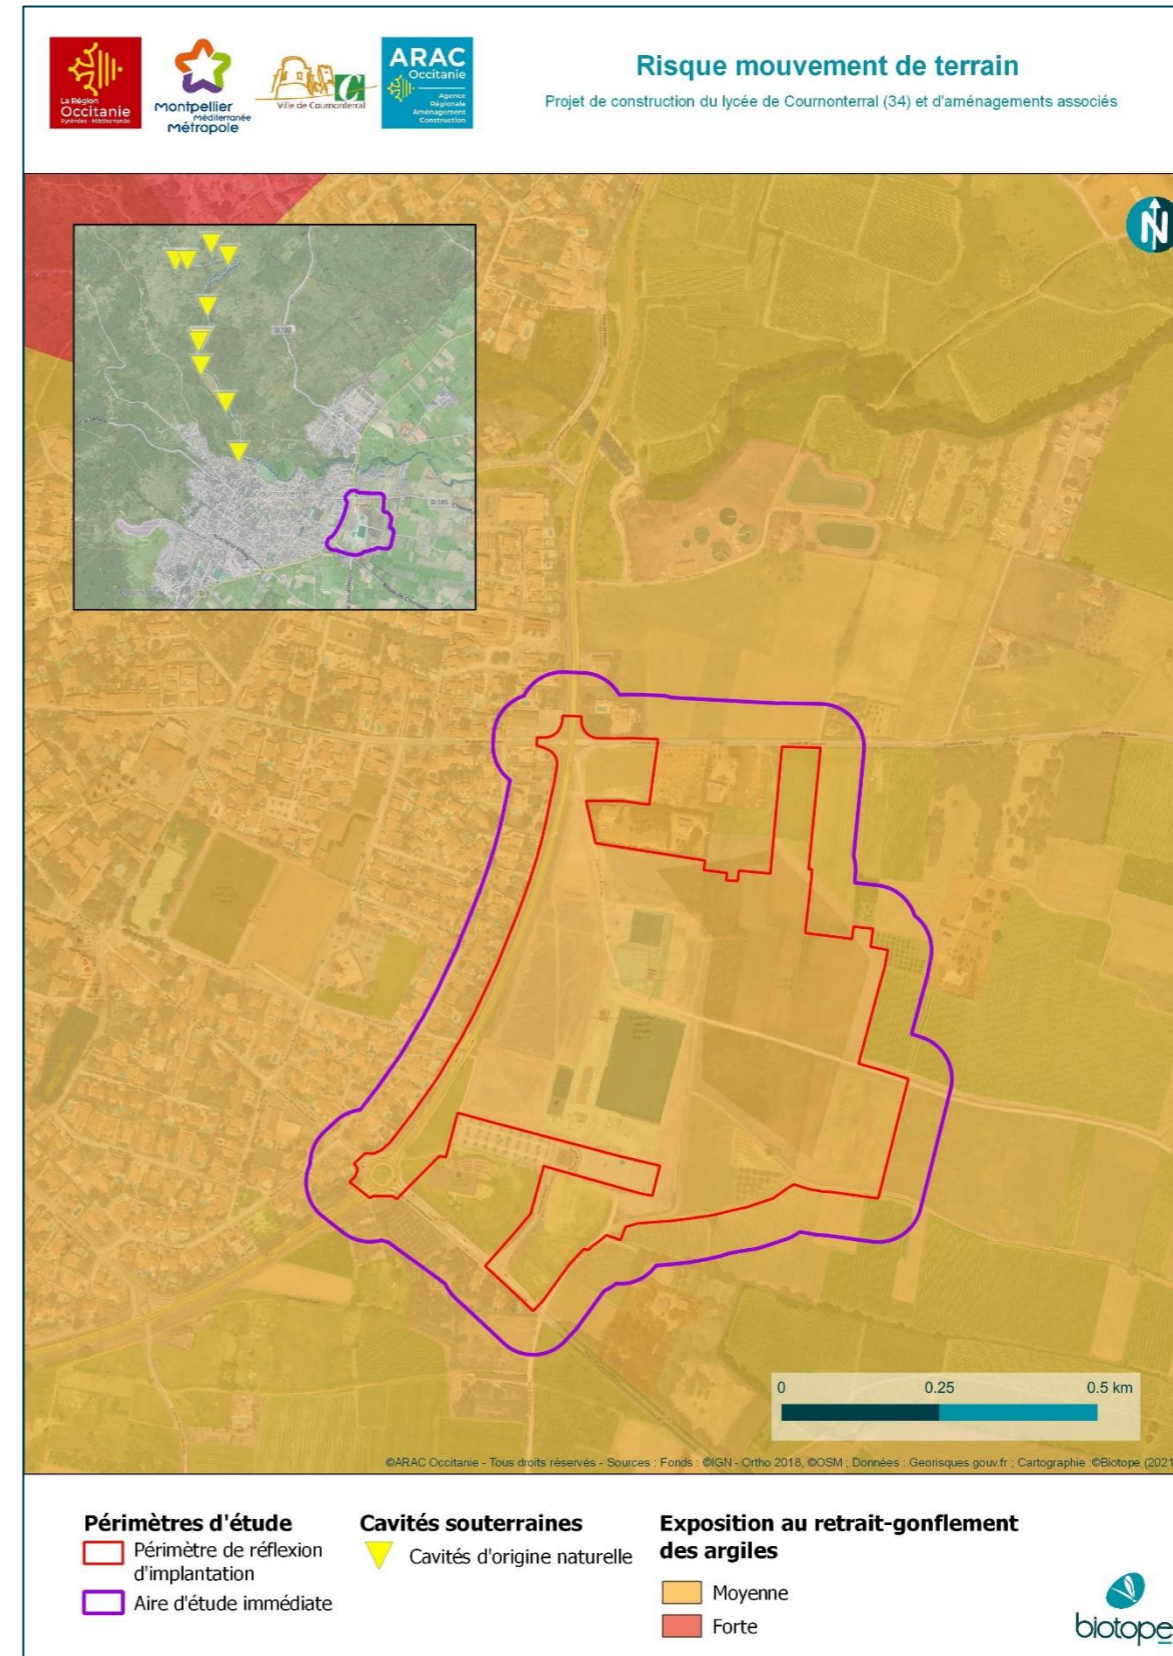 La Région
Occitanie
Pyrénées - Méditerranée
Montpellier
Méditerranée
Métropole
Ville de Cournonterral
ARAC
Occitanie
Agence
Régionale
Aménagement
Construction
Risque mouvement de terrain
Projet de construction du lycée de Cournonterral (34) et d'aménagements associés
N
D 185
0
0.25
0.5 km
©ARAC Occitanie - Tous droits réservés - Sources : Fonds : ©IGN - Ortho 2018, ©OSM ; Données : Georisques.gouv.fr ; Cartographie : ©Biotope (2021
Périmètres d'étude
Périmètre de réflexion
d'implantation
Aire d'étude immédiate
Cavités souterraines
Cavités d'origine naturelle
Exposition au retrait-gonflement
des argiles
Moyenne
Forte
biotope